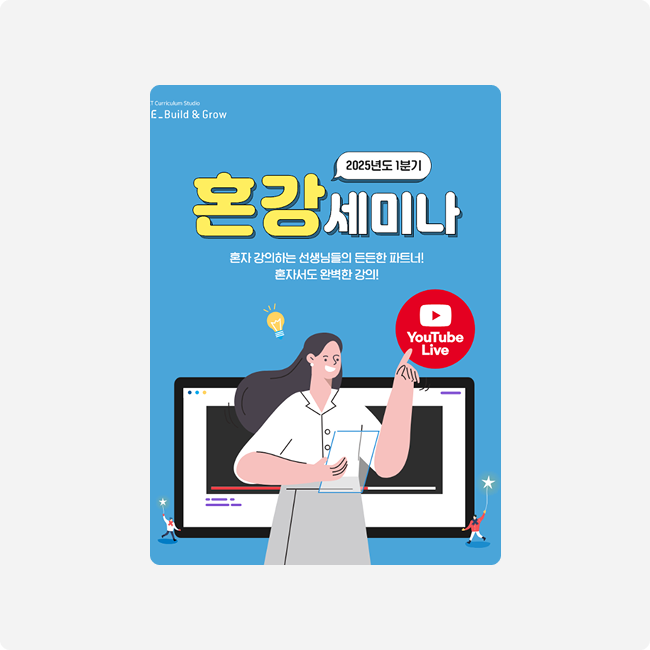 T Curriculum Studio
E_Build & Grow
2025년도 1분기
혼강세미나
혼자 강의하는 선생님들의 든든한 파트너!
혼자서도 완벽한 강의!
YouTube
Live